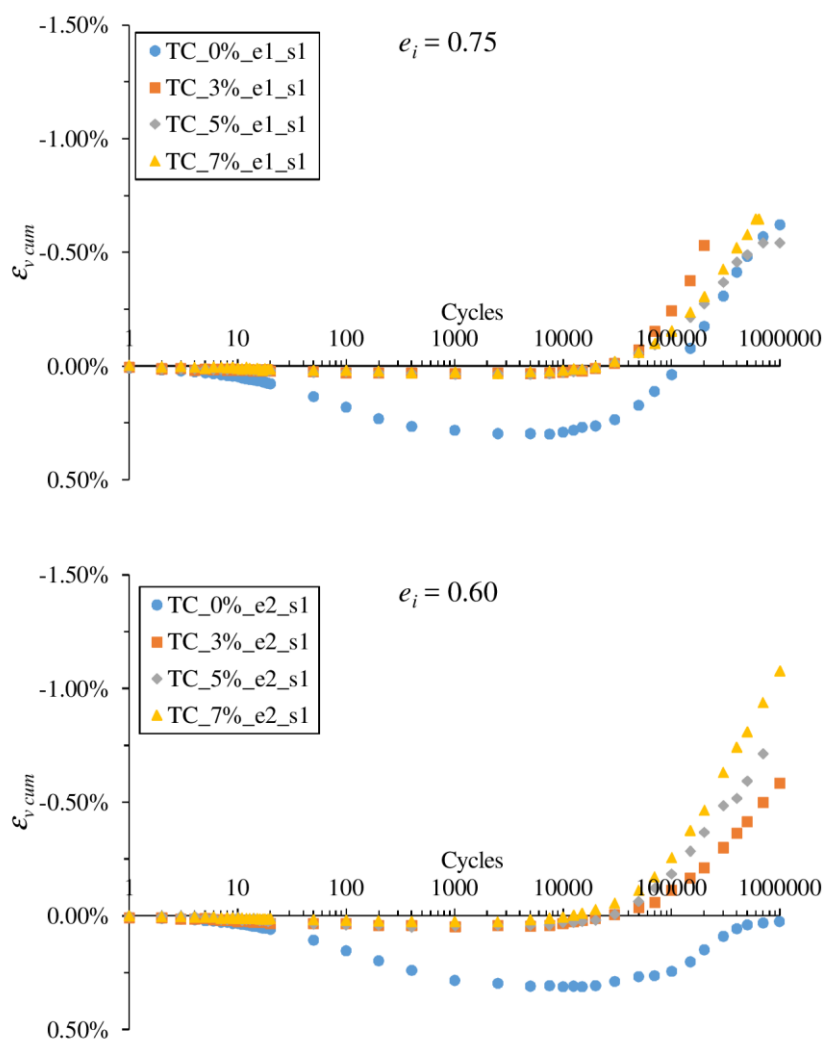 -1.50%
e_i = 0.75
TC_0%_e1_s1
TC_3%_e1_s1
TC_5%_e1_s1
TC_7%_e1_s1
-1.00%
-0.50%
ε_v cum
Cycles
1 10 100 1000 10000 100000 1000000
0.00%
0.50%
-1.50%
e_i = 0.60
TC_0%_e2_s1
TC_3%_e2_s1
TC_5%_e2_s1
TC_7%_e2_s1
-1.00%
-0.50%
ε_v cum
Cycles
1 10 100 1000 10000 100000 1000000
0.00%
0.50%